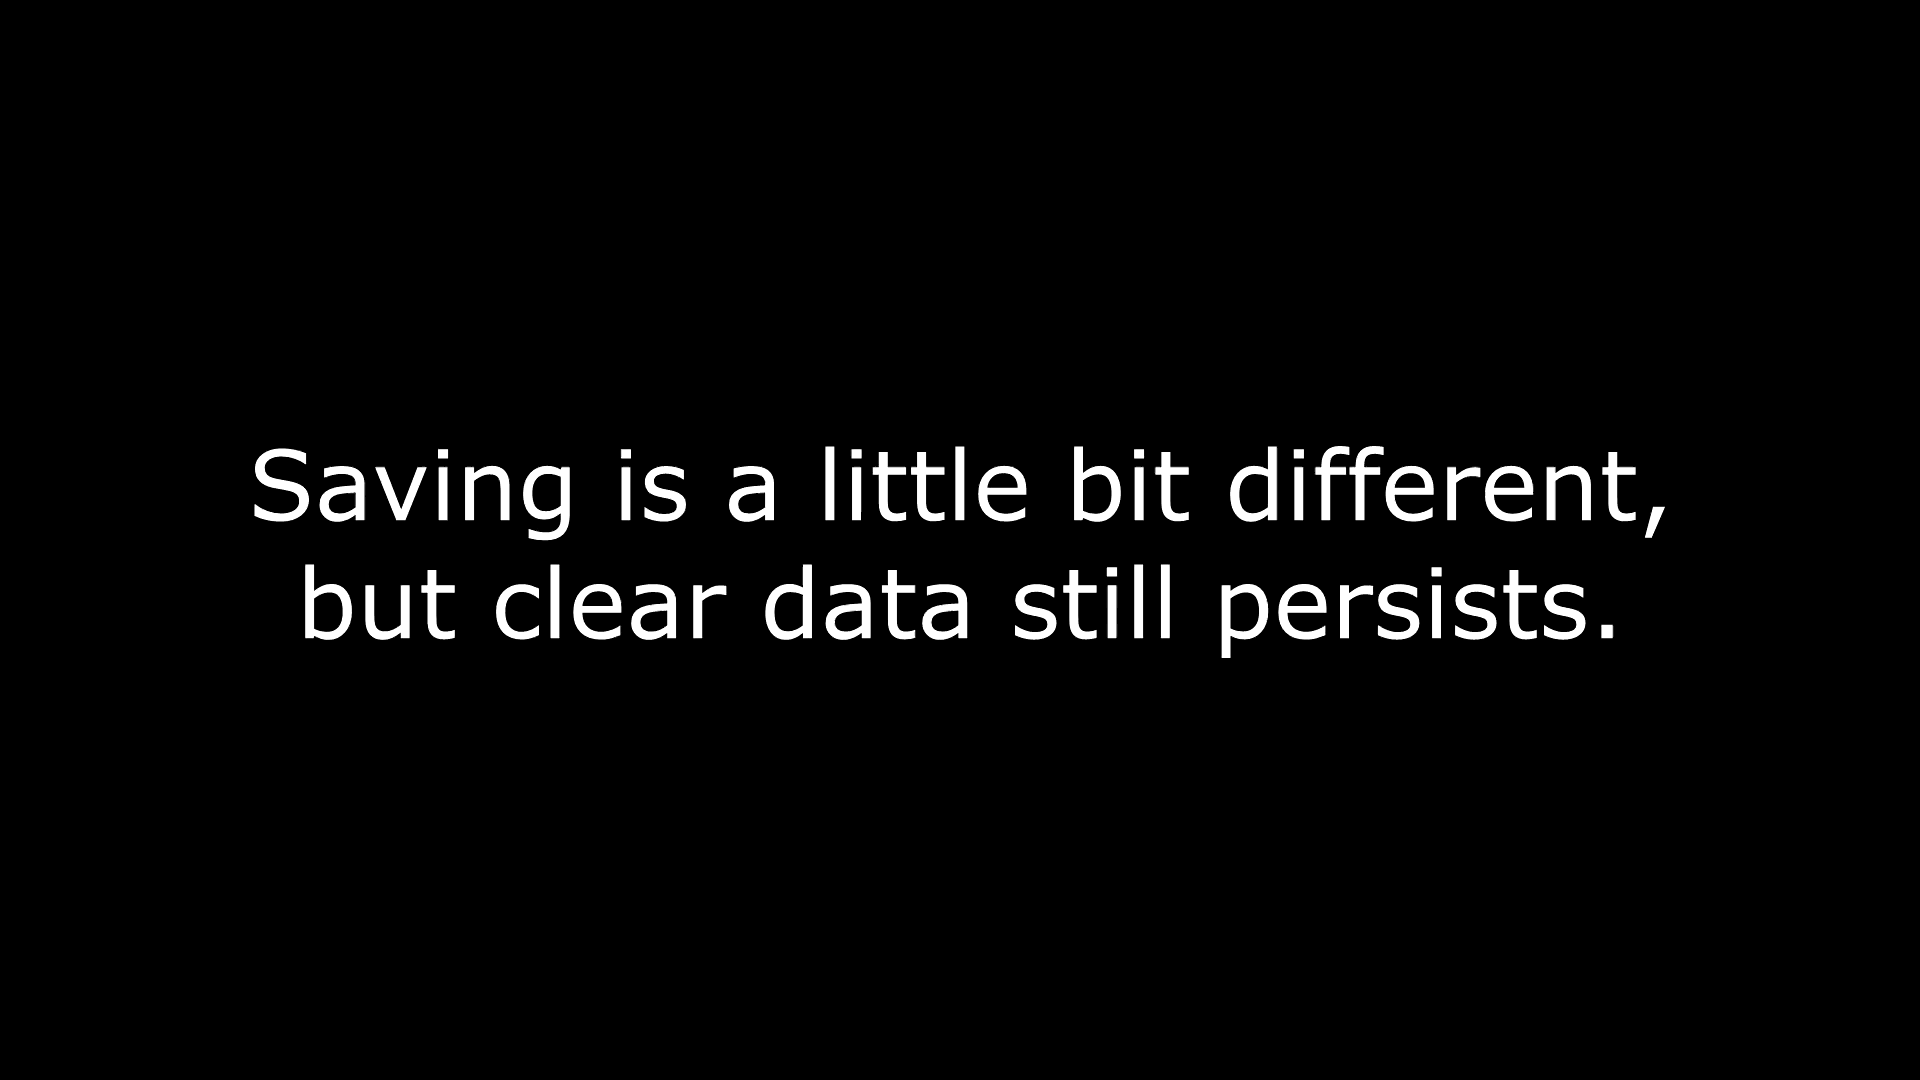 Saving is a little bit different,
but clear data still persists.